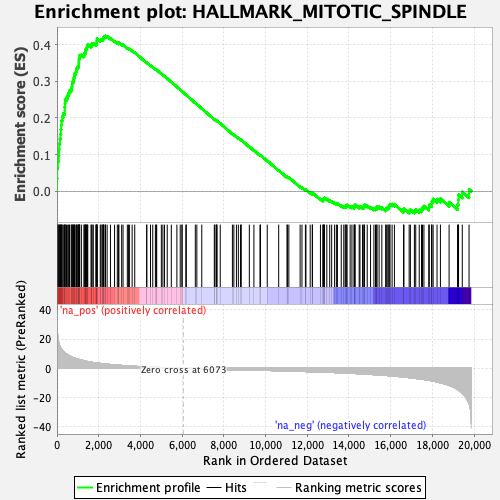 Enrichment plot: HALLMARK_MITOTIC_SPINDLE
Enrichment score (ES)
0.4
0.3
0.2
0.1
0.0
'na_pos' (positively correlated)
Ranked list metric (PreRanked)
40
20
0
-20
-40
Zero cross at 6073
'na_neg' (negatively correlated)
0
2,000
4,000
6,000
8,000
10,000
12,000
14,000
16,000
18,000
20,000
Rank in Ordered Dataset
Enrichment profile
Hits
Ranking metric scores